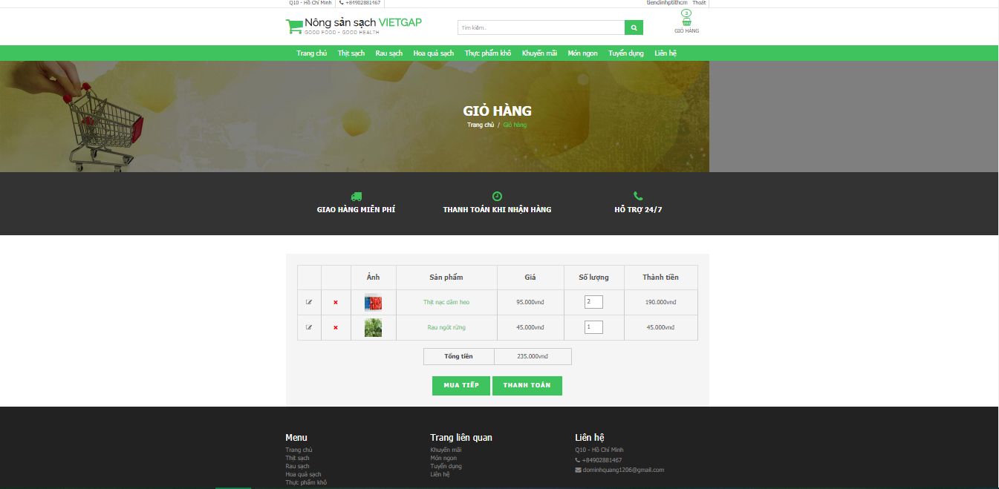 Q10 - Hồ Chí Minh +84902881467 tiendinhptithcm Thoát
Nông sản sạch VIETGAP
GOOD FOOD - GOOD HEALTH
Tìm kiếm..
3
GIỎ HÀNG
Trang chủ Thịt sạch Rau sạch Hoa quả sạch Thực phẩm khô Khuyến mãi Món ngon Tuyển dụng Liên hệ
GIỎ HÀNG
Trang chủ / Giỏ hàng
GIAO HÀNG MIỄN PHÍ THANH TOÁN KHI NHẬN HÀNG HỖ TRỢ 24/7
Ảnh Sản phẩm Giá Số lượng Thành tiền
Thịt nạc dăm heo 95.000vnđ 2 190.000vnđ
Rau ngót rừng 45.000vnđ 1 45.000vnđ
Tổng tiền 235.000vnđ
MUA TIẾP THANH TOÁN
Menu Trang liên quan Liên hệ
Trang chủ Khuyến mãi Q10 - Hồ Chí Minh
Thịt sạch Món ngon +84902881467
Rau sạch Tuyển dụng dominhquang1206@gmail.com
Hoa quả sạch Liên hệ
Thực phẩm khô